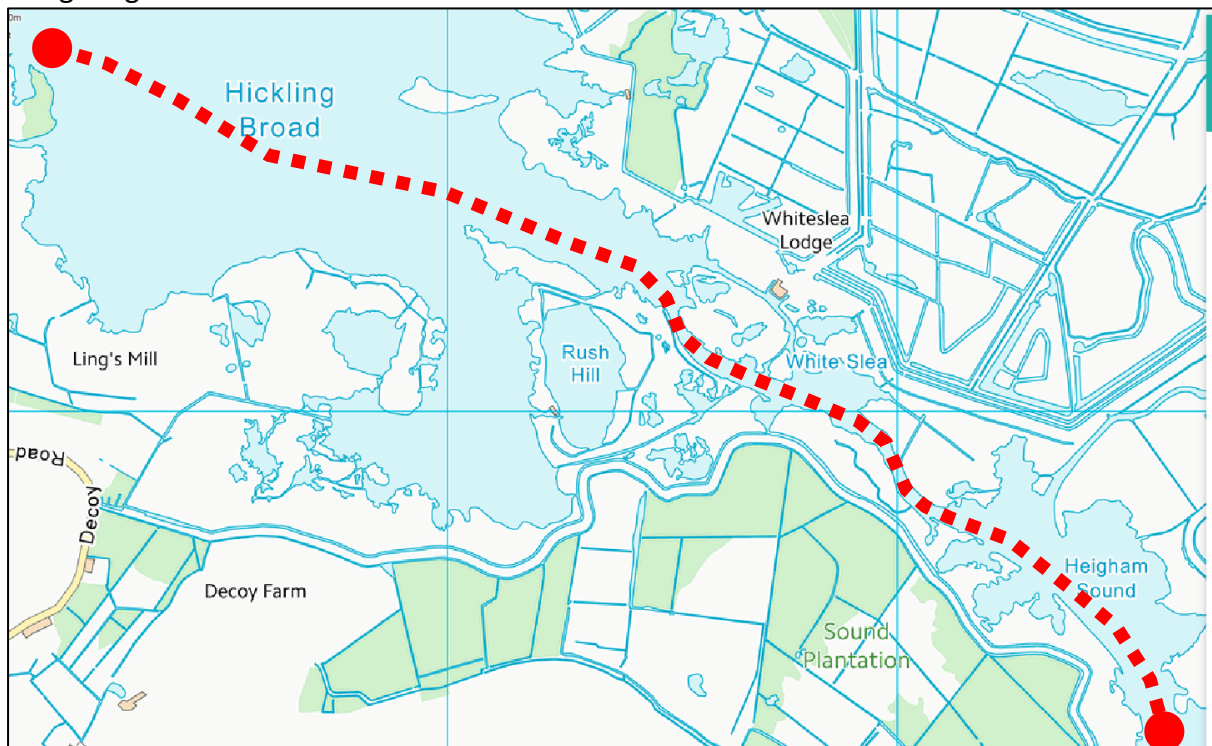 Hickling
Broad
Whiteslea
Lodge
Ling's Mill
Rush
Hill
White Slea
Road
Decoy
Heigham
Sound
Decoy Farm
Sound
Plantation